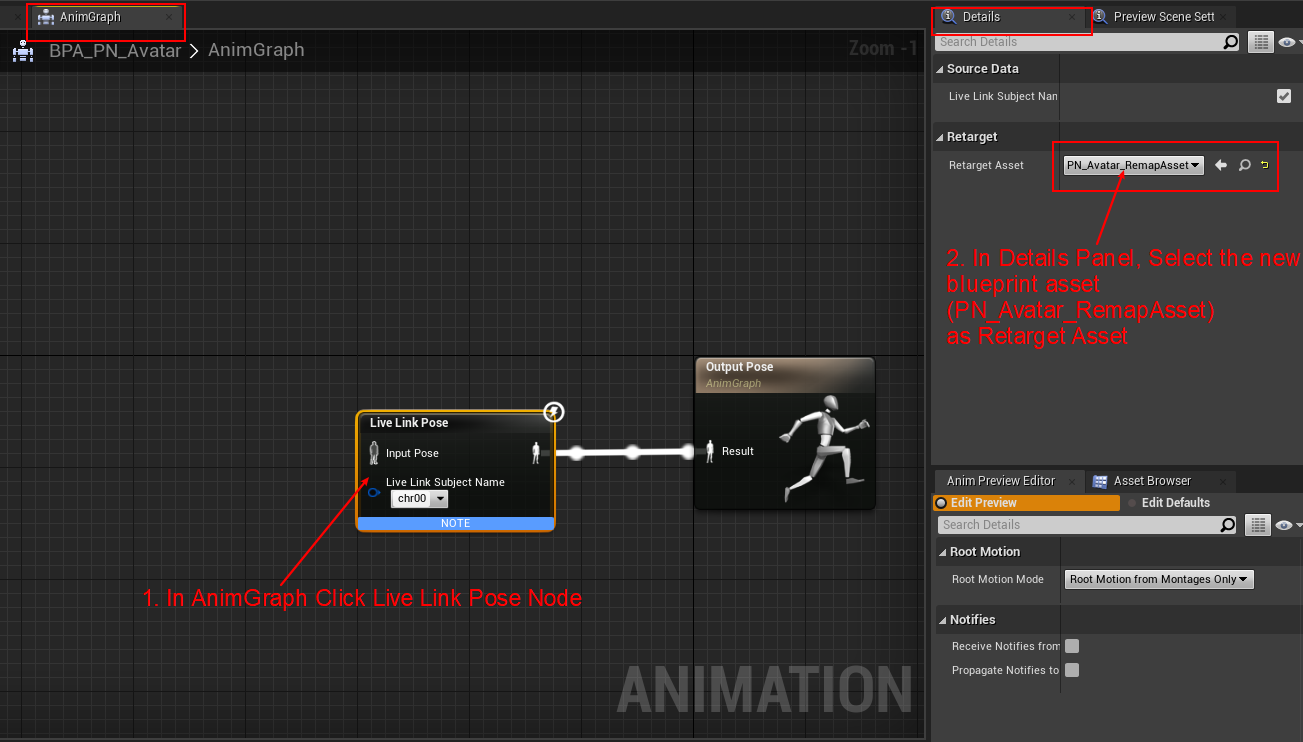 AnimGraph
BPA_PN_Avatar > AnimGraph
Zoom -1
Live Link Pose
Input Pose
Live Link Subject Name
chr00
NOTE
Output Pose
AnimGraph
Result
1. In AnimGraph Click Live Link Pose Node
ANIMATION
Details
Preview Scene Sett
Search Details
Source Data
Live Link Subject Nan
Retarget
Retarget Asset
PN_Avatar_RemapAsset
2. In Details Panel, Select the new
blueprint asset
(PN_Avatar_RemapAsset)
as Retarget Asset
Anim Preview Editor
Asset Browser
Edit Preview
Edit Defaults
Search Details
Root Motion
Root Motion Mode
Root Motion from Montages Only
Notifies
Receive Notifies from
Propagate Notifies to